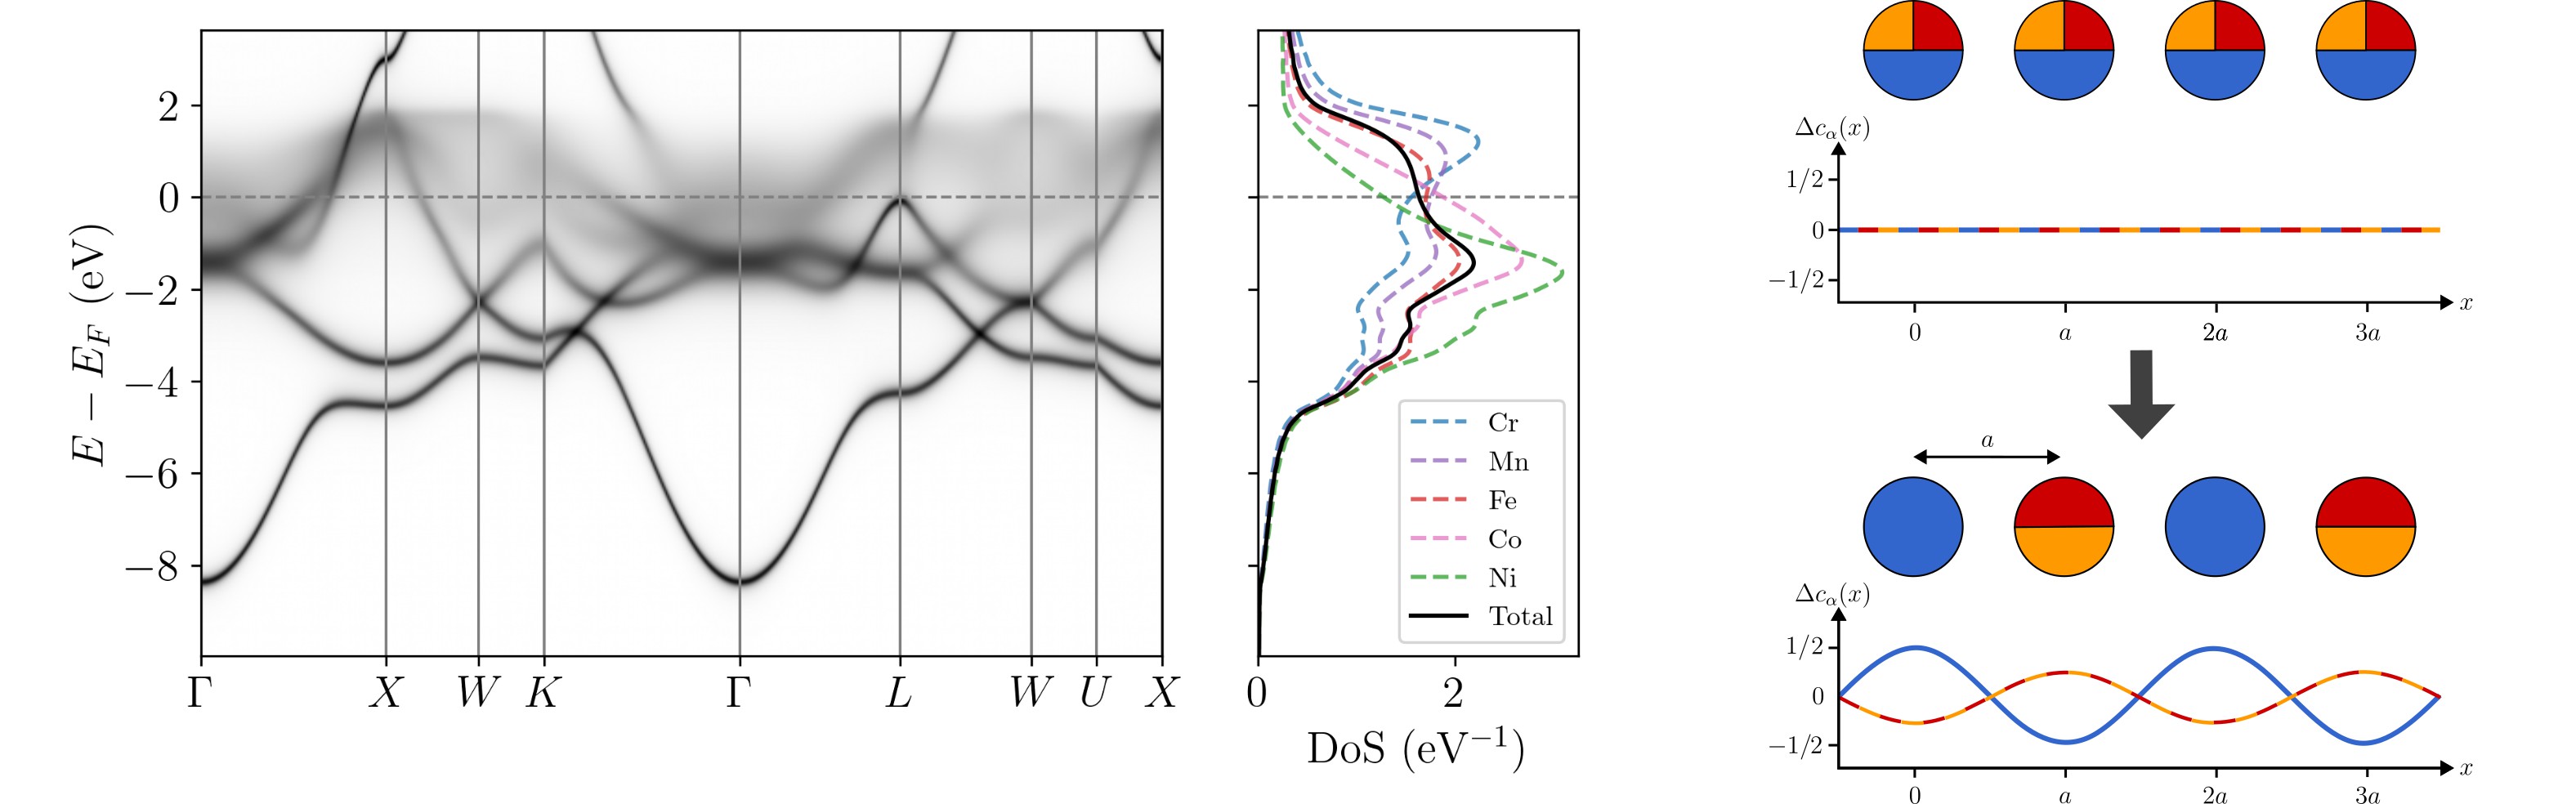 E − E_F (eV)
2
0
−2
−4
−6
−8
Γ X W K Γ L W U X
Cr
Mn
Fe
Co
Ni
Total
0 2
DoS (eV⁻¹)
Δc_α(x)
1/2
0
−1/2
x
0 a 2a 3a
a
Δc_α(x)
1/2
0
−1/2
x
0 a 2a 3a